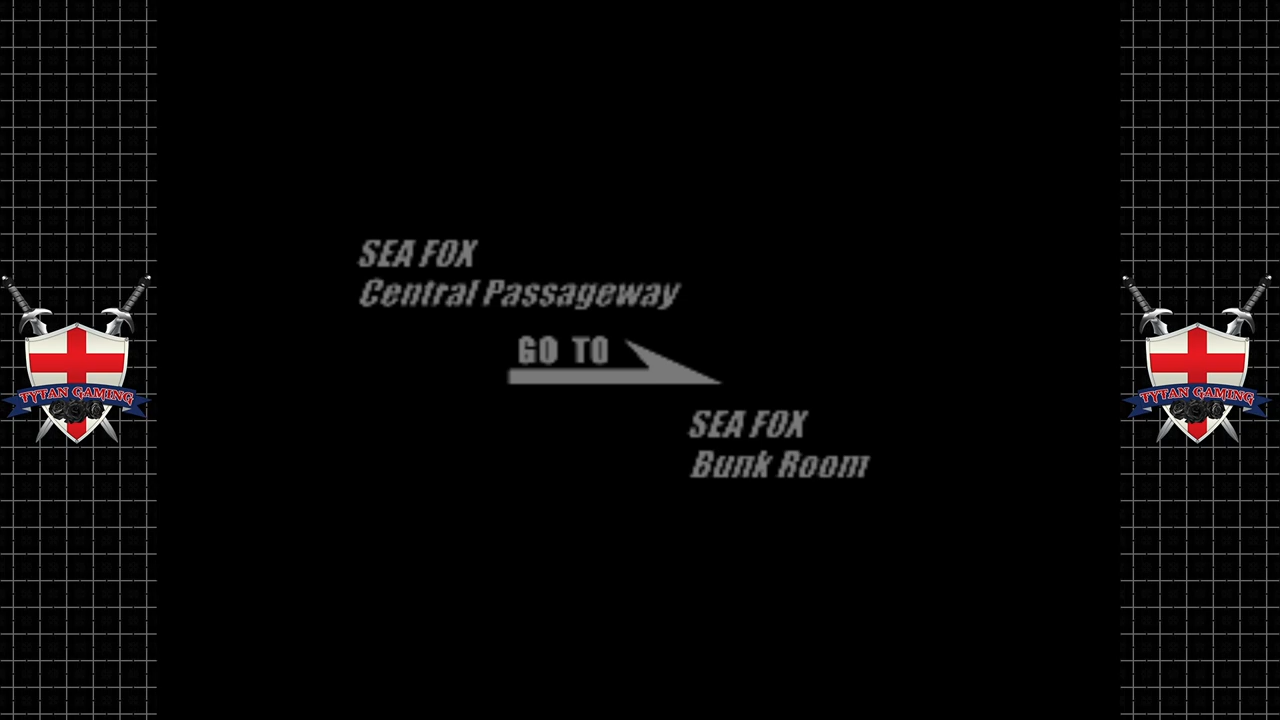 SEA FOX
Central Passageway
GO TO
SEA FOX
Bunk Room
TYTAN GAMING
TYTAN GAMING